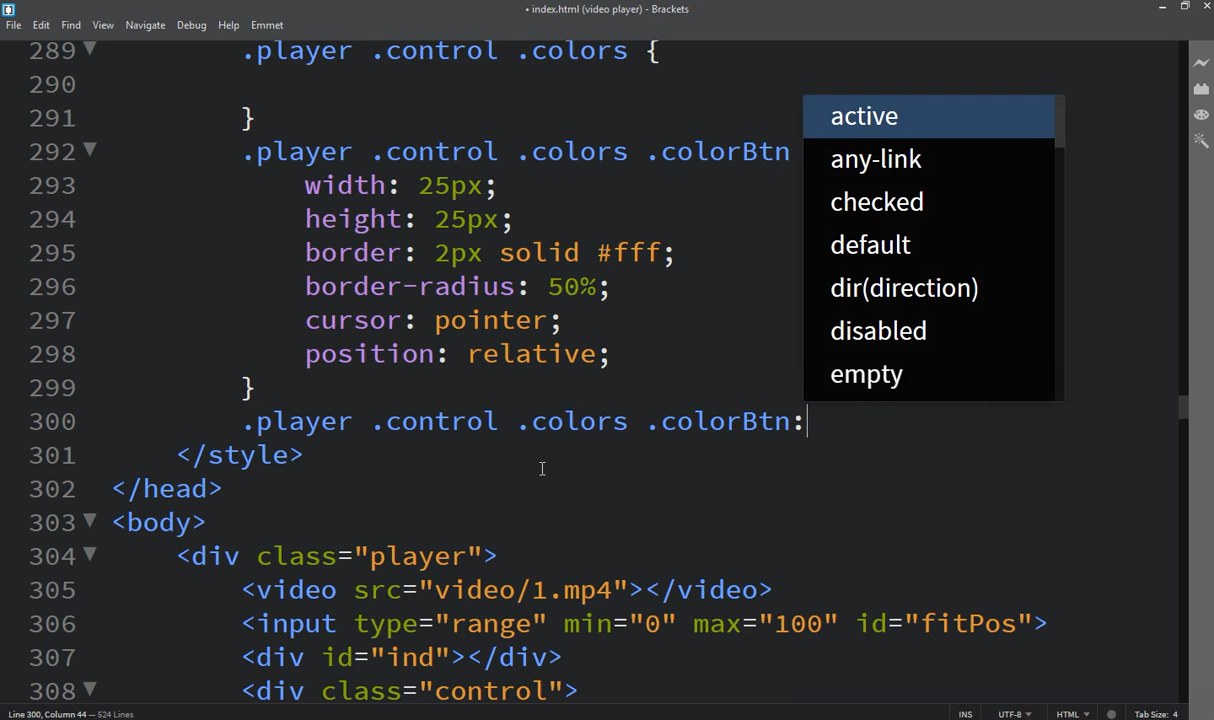 • index.html (video player) - Brackets
File Edit Find View Navigate Debug Help Emmet
289 .player .control .colors {
290
291 }
292 .player .control .colors .colorBtn
293 width: 25px;
294 height: 25px;
295 border: 2px solid #fff;
296 border-radius: 50%;
297 cursor: pointer;
298 position: relative;
299 }
300 .player .control .colors .colorBtn:
active
any-link
checked
default
dir(direction)
disabled
empty
301 </style>
302 </head>
303 <body>
304 <div class="player">
305 <video src="video/1.mp4"></video>
306 <input type="range" min="0" max="100" id="fitPos">
307 <div id="ind"></div>
308 <div class="control">
Line 300, Column 44 — 524 Lines INS UTF-8 HTML Tab Size: 4